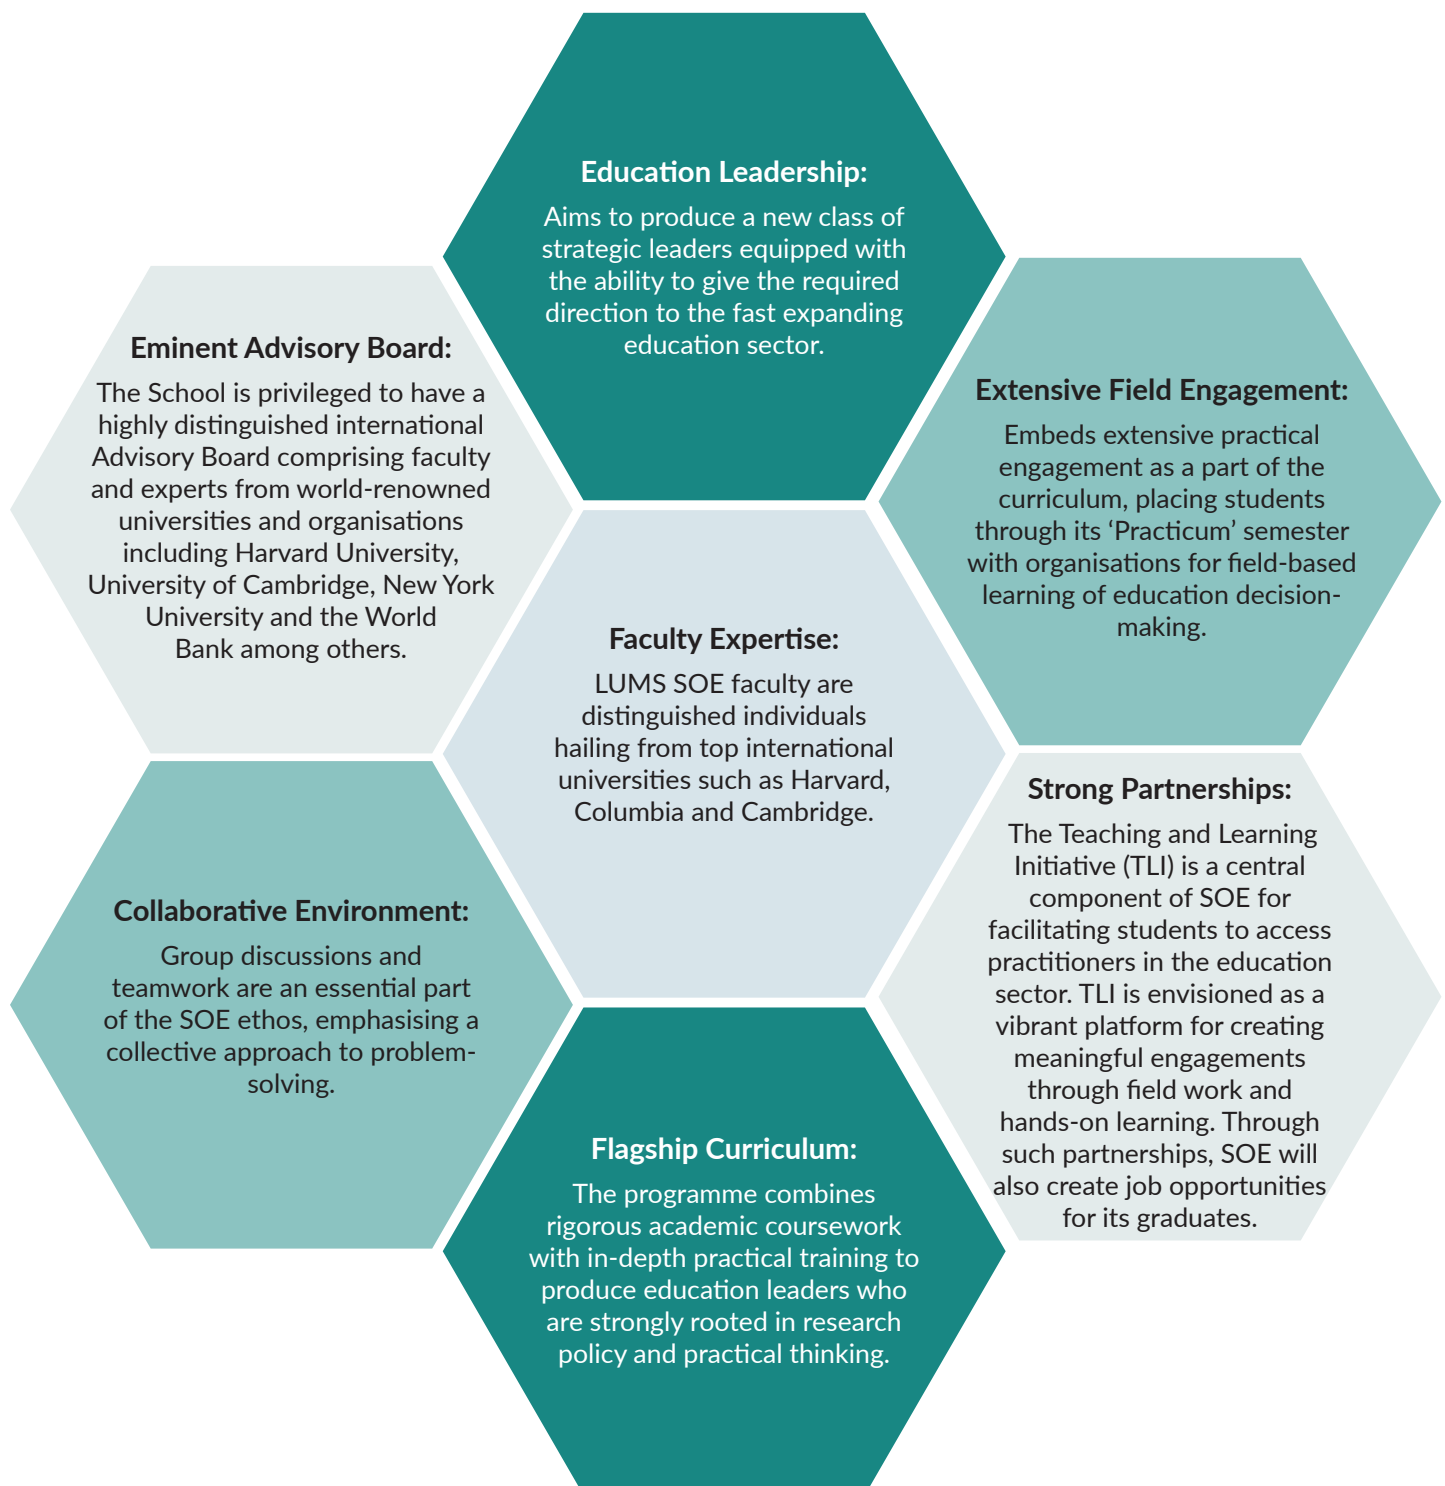 Education Leadership:
Aims to produce a new class of
strategic leaders equipped with
the ability to give the required
direction to the fast expanding
education sector.
Eminent Advisory Board:
The School is privileged to have a
highly distinguished international
Advisory Board comprising faculty
and experts from world-renowned
universities and organisations
including Harvard University,
University of Cambridge, New York
University and the World
Bank among others.
Extensive Field Engagement:
Embeds extensive practical
engagement as a part of the
curriculum, placing students
through its ‘Practicum’ semester
with organisations for field-based
learning of education decision-
making.
Faculty Expertise:
LUMS SOE faculty are
distinguished individuals
hailing from top international
universities such as Harvard,
Columbia and Cambridge.
Collaborative Environment:
Group discussions and
teamwork are an essential part
of the SOE ethos, emphasising a
collective approach to problem-
solving.
Strong Partnerships:
The Teaching and Learning
Initiative (TLI) is a central
component of SOE for
facilitating students to access
practitioners in the education
sector. TLI is envisioned as a
vibrant platform for creating
meaningful engagements
through field work and
hands-on learning. Through
such partnerships, SOE will
also create job opportunities
for its graduates.
Flagship Curriculum:
The programme combines
rigorous academic coursework
with in-depth practical training to
produce education leaders who
are strongly rooted in research
policy and practical thinking.